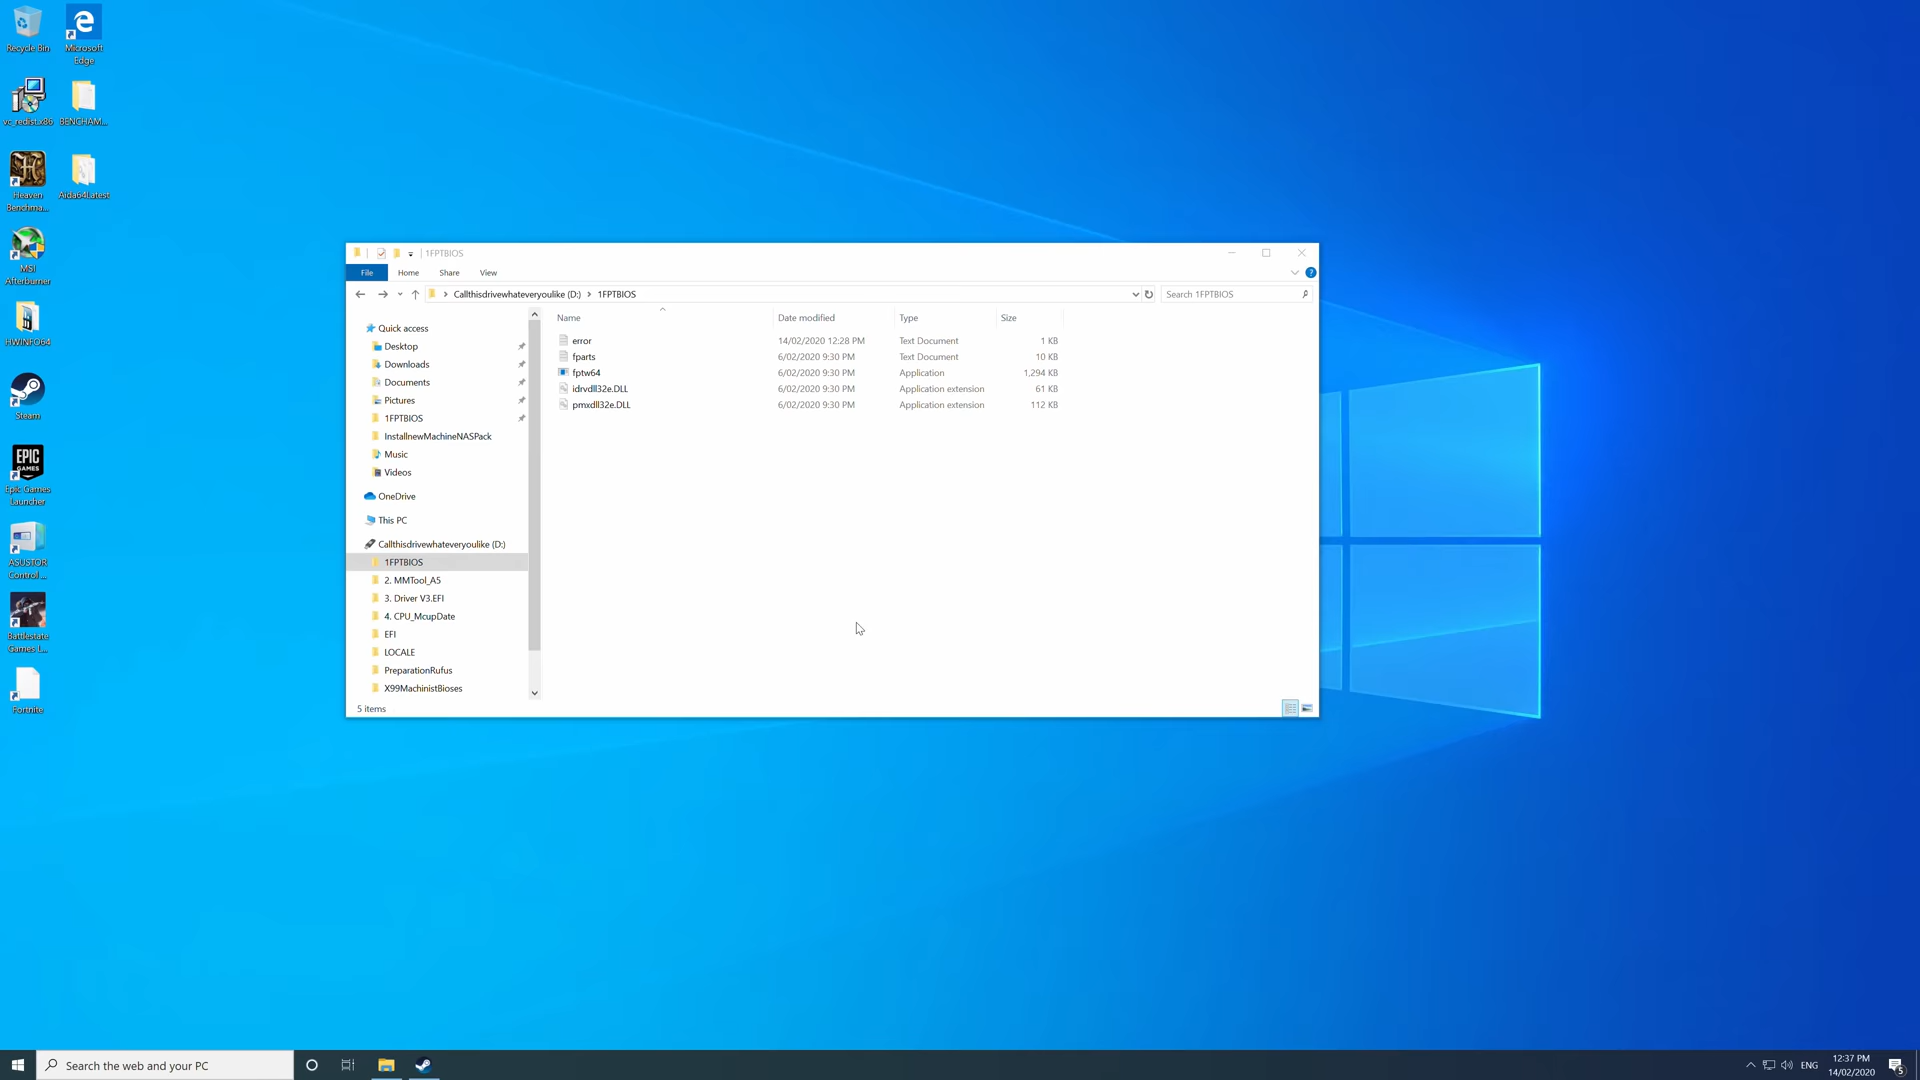 Recycle Bin
Microsoft
Edge
vc_redist.x86
BENCHAM...
Heaven
Benchma...
Aida64Latest
MSI
Afterburner
HWiNFO64
Steam
EPIC
GAMES
Epic Games
Launcher
ASUSTOR
Control ...
Battlestate
Games L...
Fortnite
1FPTBIOS
File
Home
Share
View
Callthisdrivewhateveryoulike (D:)
1FPTBIOS
Search 1FPTBIOS
Name
Date modified
Type
Size
error
14/02/2020 12:28 PM
Text Document
1 KB
fparts
6/02/2020 9:30 PM
Text Document
10 KB
fptw64
6/02/2020 9:30 PM
Application
1,294 KB
idrvdll32e.DLL
6/02/2020 9:30 PM
Application extension
61 KB
pmxdll32e.DLL
6/02/2020 9:30 PM
Application extension
112 KB
Quick access
Desktop
Downloads
Documents
Pictures
1FPTBIOS
InstallnewMachineNASPack
Music
Videos
OneDrive
This PC
Callthisdrivewhateveryoulike (D:)
1FPTBIOS
2. MMTool_A5
3. Driver V3.EFI
4. CPU_McupDate
EFI
LOCALE
PreparationRufus
X99MachinistBioses
5 items
Search the web and your PC
ENG
12:37 PM
14/02/2020
5